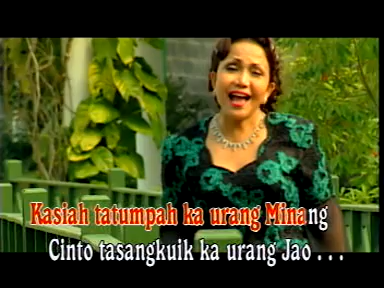 Kasiah tatumpah ka urang Minang
Cinto tasangkuik ka urang Jao . . .